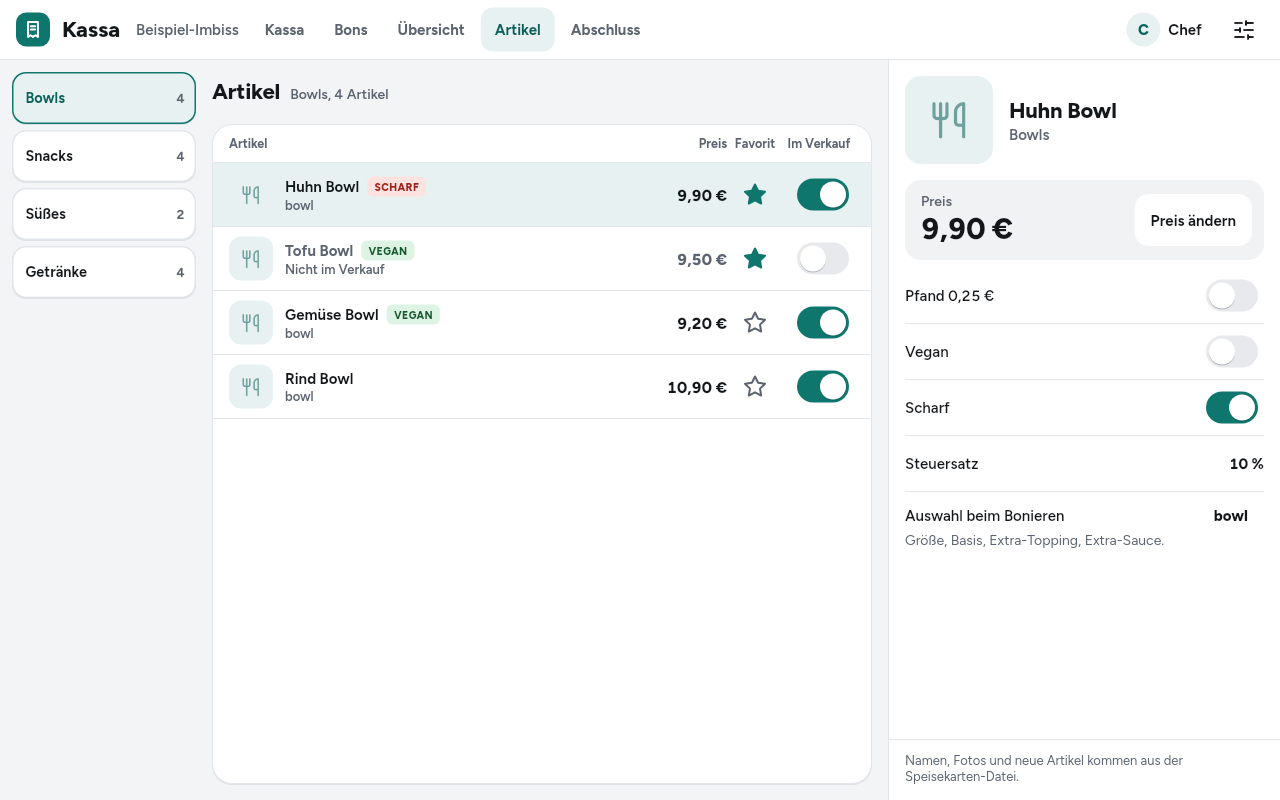 Kassa Beispiel-Imbiss Kassa Bons Übersicht Artikel Abschluss C Chef
Bowls 4
Snacks 4
Süßes 2
Getränke 4
Artikel Bowls, 4 Artikel
Artikel Preis Favorit Im Verkauf
Huhn Bowl SCHARF 9,90 €
bowl
Tofu Bowl VEGAN 9,50 €
Nicht im Verkauf
Gemüse Bowl VEGAN 9,20 €
bowl
Rind Bowl 10,90 €
bowl
Huhn Bowl
Bowls
Preis
9,90 €
Preis ändern
Pfand 0,25 €
Vegan
Scharf
Steuersatz 10 %
Auswahl beim Bonieren bowl
Größe, Basis, Extra-Topping, Extra-Sauce.
Namen, Fotos und neue Artikel kommen aus der
Speisekarten-Datei.